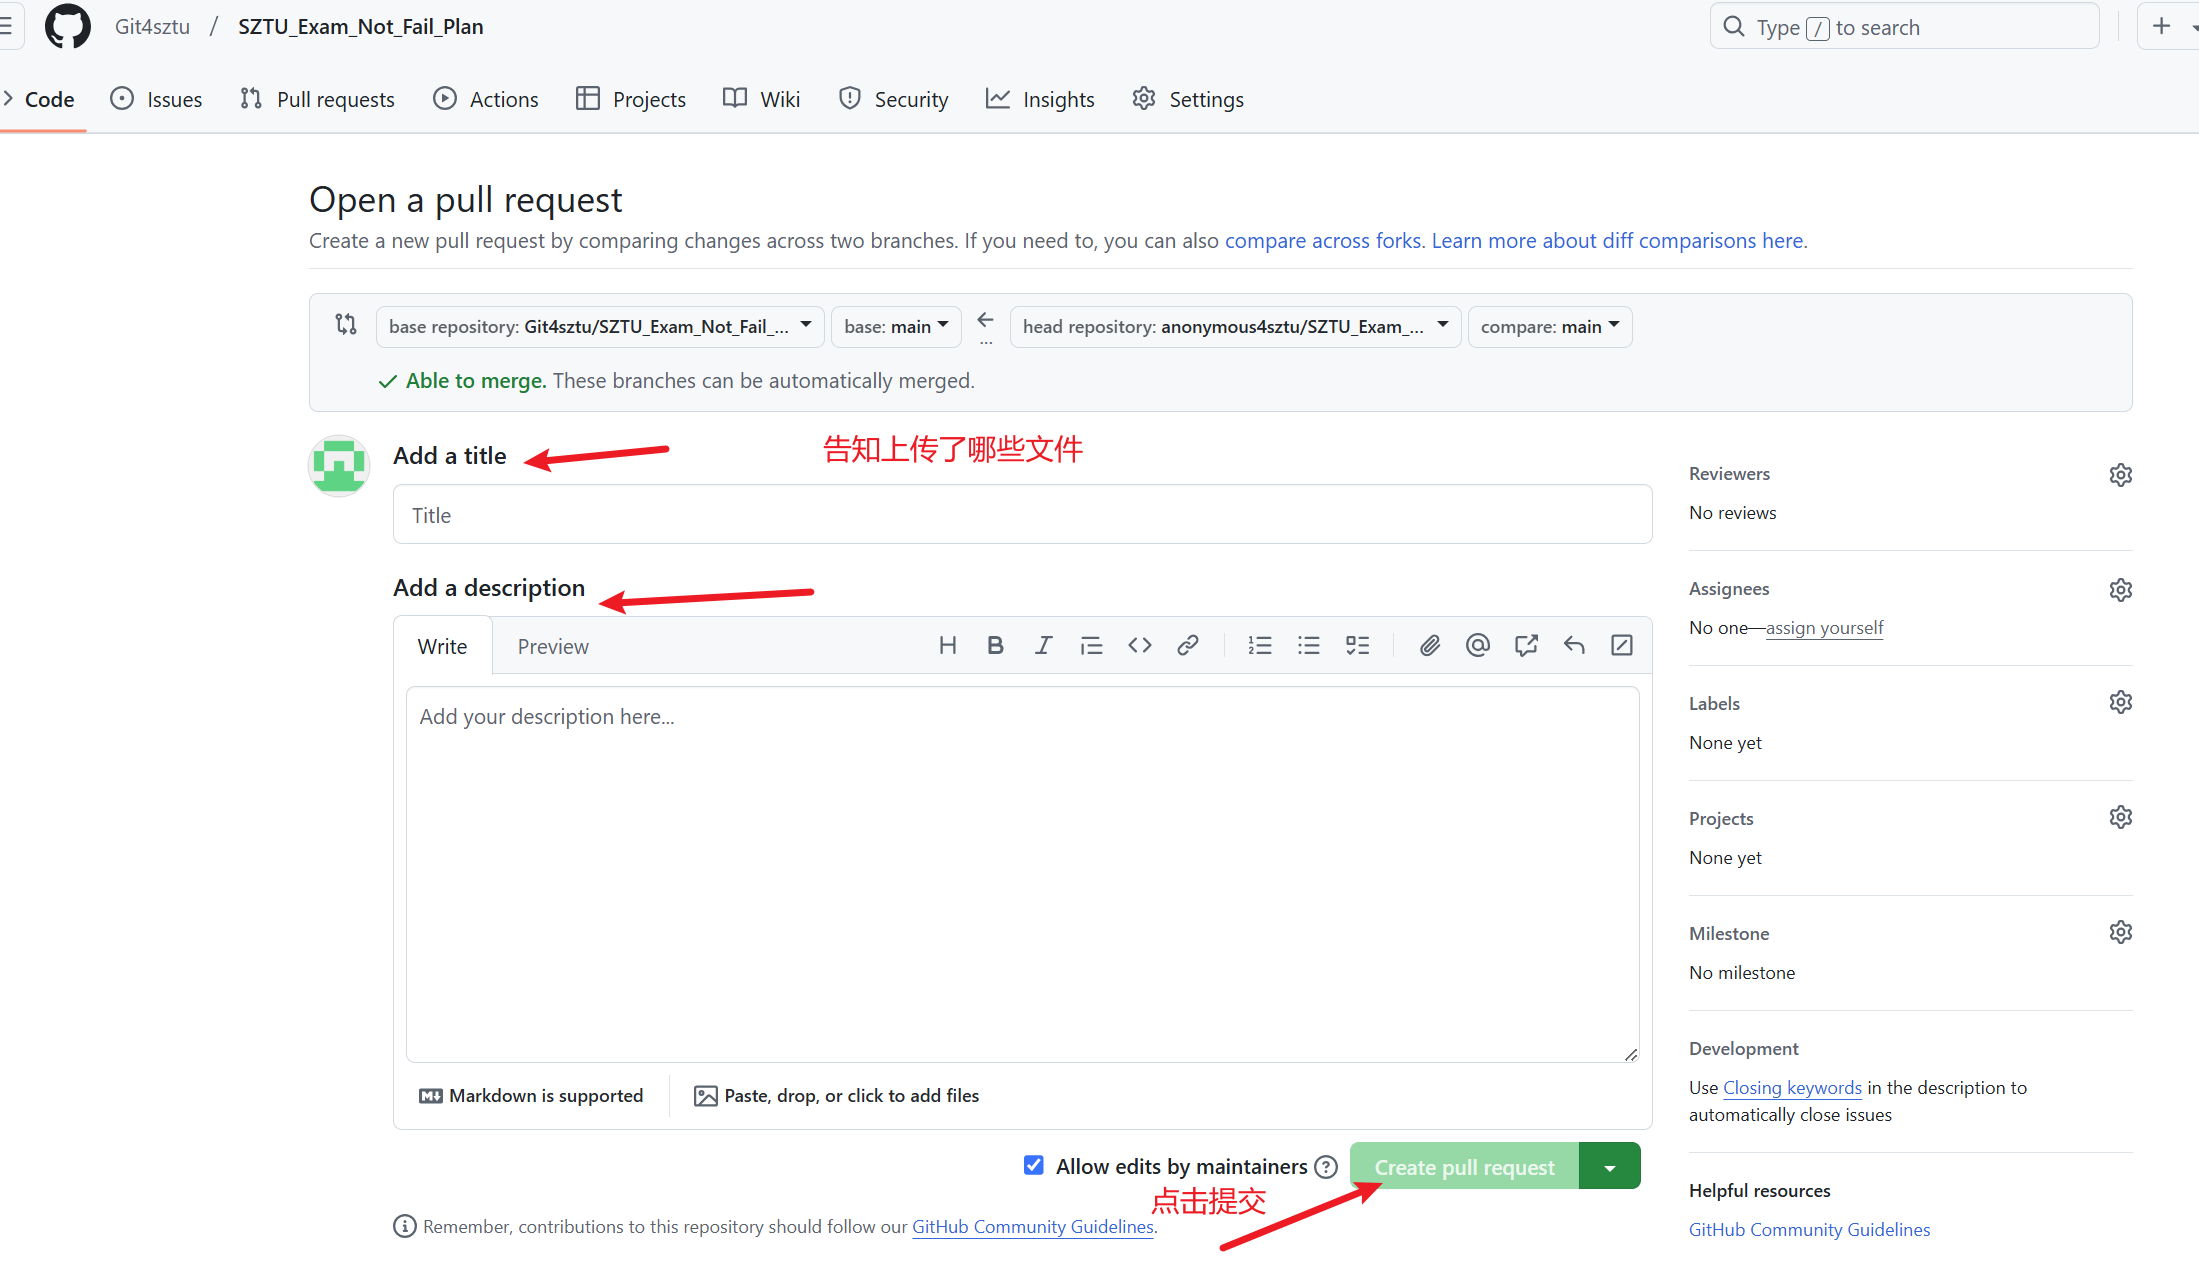 Git4sztu / SZTU_Exam_Not_Fail_Plan
Type / to search
Code Issues Pull requests Actions Projects Wiki Security Insights Settings
Open a pull request
Create a new pull request by comparing changes across two branches. If you need to, you can also compare across forks. Learn more about diff comparisons here.
base repository: Git4sztu/SZTU_Exam_Not_Fail_... base: main ... head repository: anonymous4sztu/SZTU_Exam_... compare: main
Able to merge. These branches can be automatically merged.
Add a title
告知上传了哪些文件
Title
Add a description
Write Preview
Add your description here...
Markdown is supported
Paste, drop, or click to add files
Allow edits by maintainers
Create pull request
点击提交
Remember, contributions to this repository should follow our GitHub Community Guidelines.
Reviewers
No reviews
Assignees
No one—assign yourself
Labels
None yet
Projects
None yet
Milestone
No milestone
Development
Use Closing keywords in the description to
automatically close issues
Helpful resources
GitHub Community Guidelines